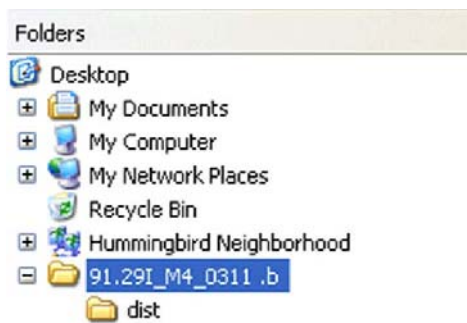 Folders
Desktop
My Documents
My Computer
My Network Places
Recycle Bin
Hummingbird Neighborhood
91.29I_M4_0311 .b
dist